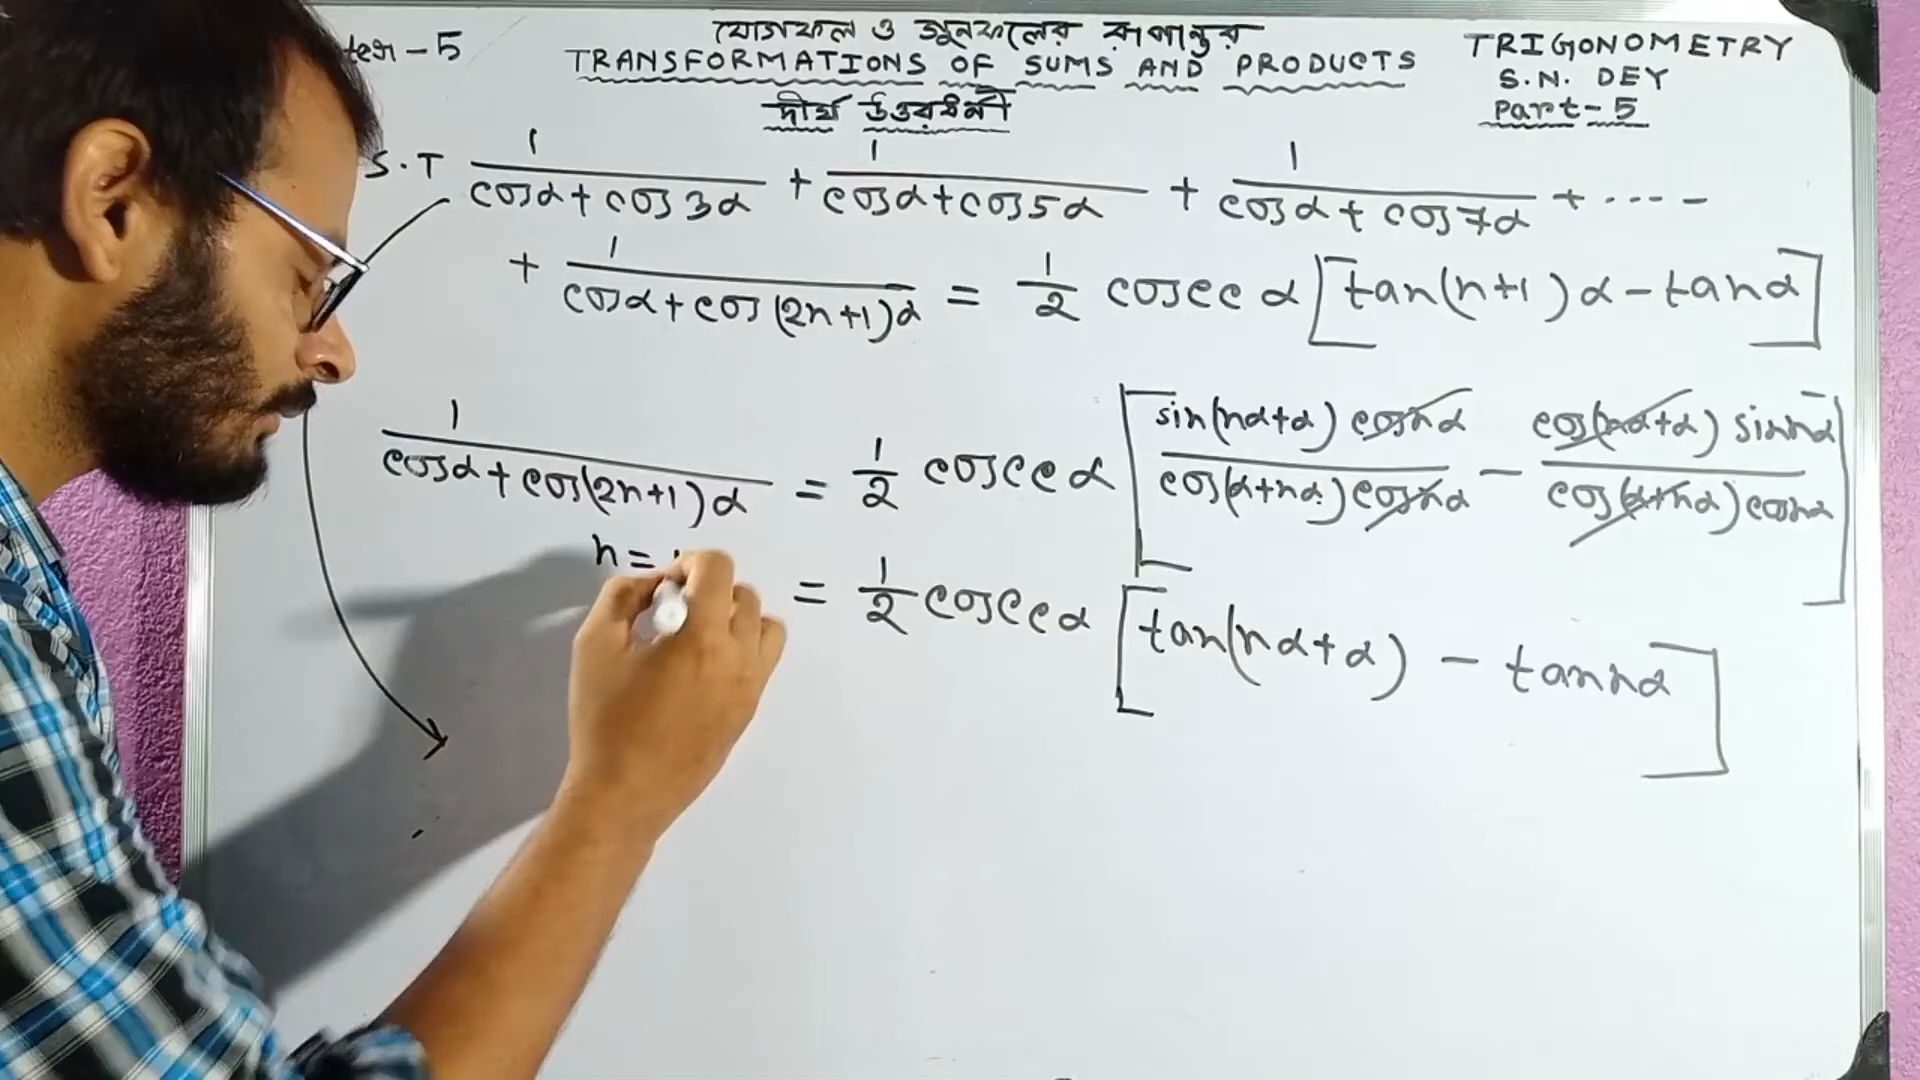 যোগফল ও গুনফলের রূপান্তর
TRANSFORMATIONS OF SUMS AND PRODUCTS
দীর্ঘ উত্তরধর্মী
TRIGONOMETRY
S.N. DEY
Part-5
-5
S.T 1/(cosα+cos3α) + 1/(cosα+cos5α) + 1/(cosα+cos7α) + ·····
+ 1/(cosα+cos(2n+1)α) = 1/2 cosec α [tan(n+1)α-tanα]
1/(cosα+cos(2n+1)α) = 1/2 cosec α [sin(nα+α) cosnα/cos(α+nα)cosnα - cos(nα+α) sinnα/cos(α+nα)cosnα]
n=
= 1/2 cosec α [tan(nα+α) - tannα]